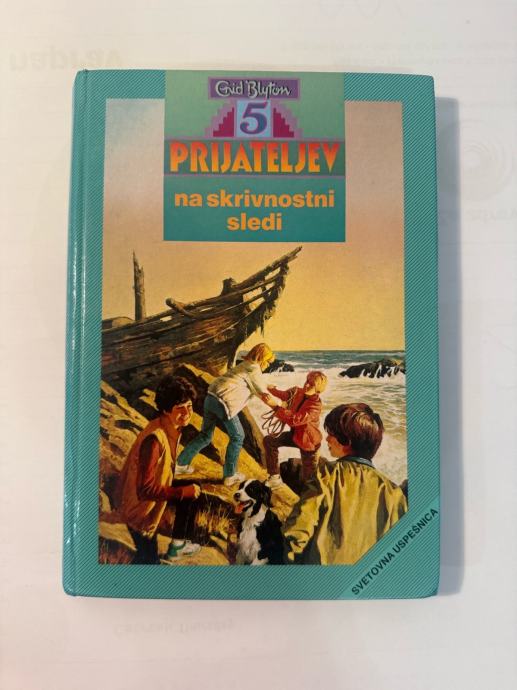 Enid Blyton
5
PRIJATELJEV
na skrivnostni
sledi
SVETOVNA USPEŠNICA